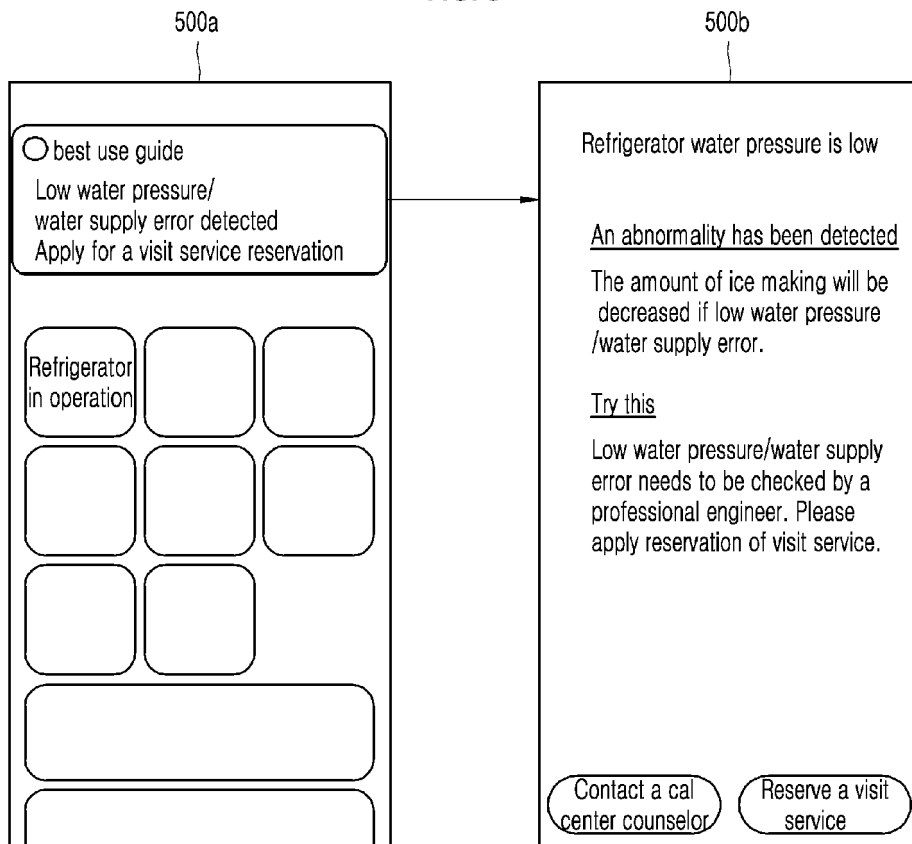 500a
500b
best use guide
Low water pressure/
water supply error detected
Apply for a visit service reservation
Refrigerator
in operation
Refrigerator water pressure is low
An abnormality has been detected
The amount of ice making will be
decreased if low water pressure
/water supply error.
Try this
Low water pressure/water supply
error needs to be checked by a
professional engineer. Please
apply reservation of visit service.
Contact a cal
center counselor
Reserve a visit
service